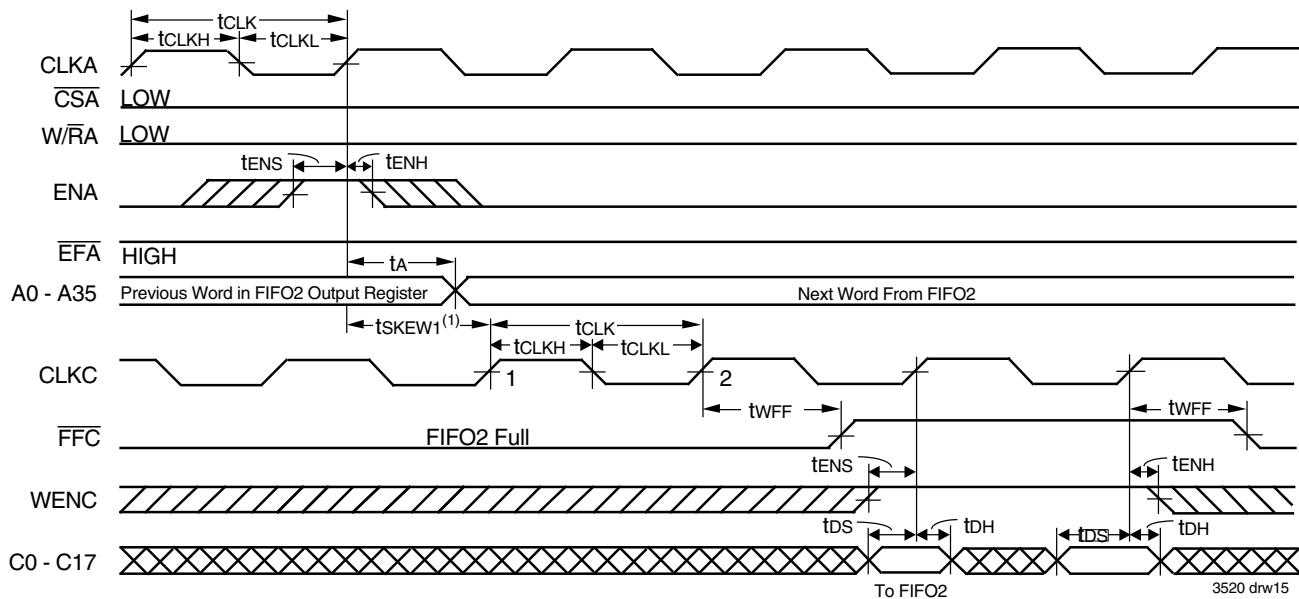 tCLK
tCLKH tCLKL
CLKA
CSA LOW
W/RA LOW
tENS tENH
ENA
EFA HIGH
tA
A0 - A35 Previous Word in FIFO2 Output Register Next Word From FIFO2
tSKEW1(1) tCLK
tCLKH tCLKL
CLKC 1 2
tWFF tWFF
FFC FIFO2 Full
tENS tENH
WENC
tDS tDH tDS tDH
C0 - C17
To FIFO2 3520 drw15